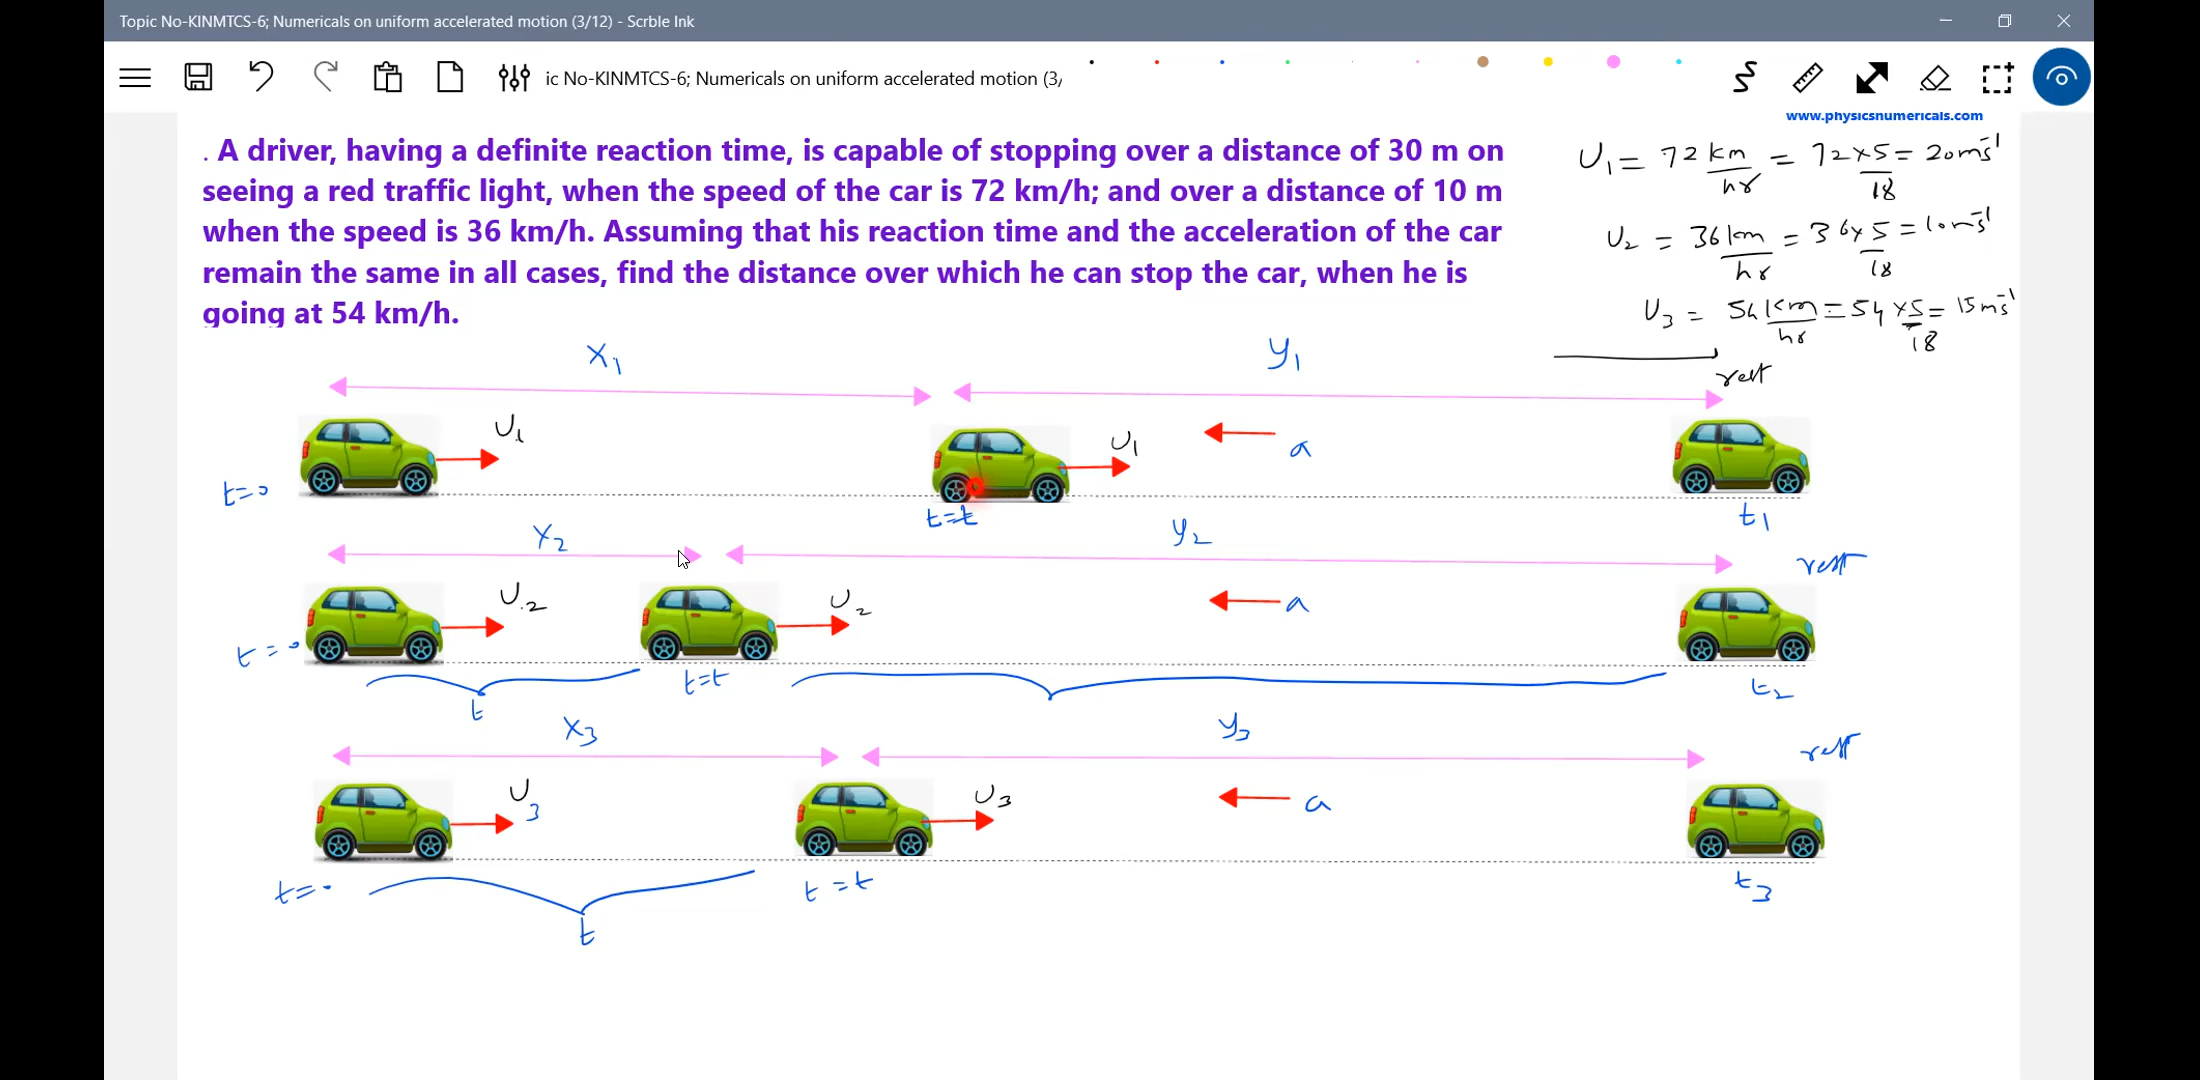 Topic No-KINMTCS-6; Numericals on uniform accelerated motion (3/12) - Scrble Ink
ic No-KINMTCS-6; Numericals on uniform accelerated motion (3/
www.physicsnumericals.com
. A driver, having a definite reaction time, is capable of stopping over a distance of 30 m on
seeing a red traffic light, when the speed of the car is 72 km/h; and over a distance of 10 m
when the speed is 36 km/h. Assuming that his reaction time and the acceleration of the car
remain the same in all cases, find the distance over which he can stop the car, when he is
going at 54 km/h.
U₁ = 72 km/hr = 72×5/18 = 20 ms⁻¹
U₂ = 36 km/hr = 36×5/18 = 10 ms⁻¹
U₃ = 54 km/hr = 54×5/18 = 15 ms⁻¹
x₁ y₁ rest
U₁ U₁ a
t=0 t=t t₁
x₂ y₂ rest
U₂ U₂ a
t=0 t=t t₂
t
x₃ y₃ rest
U₃ U₃ a
t=0 t=t t₃
t